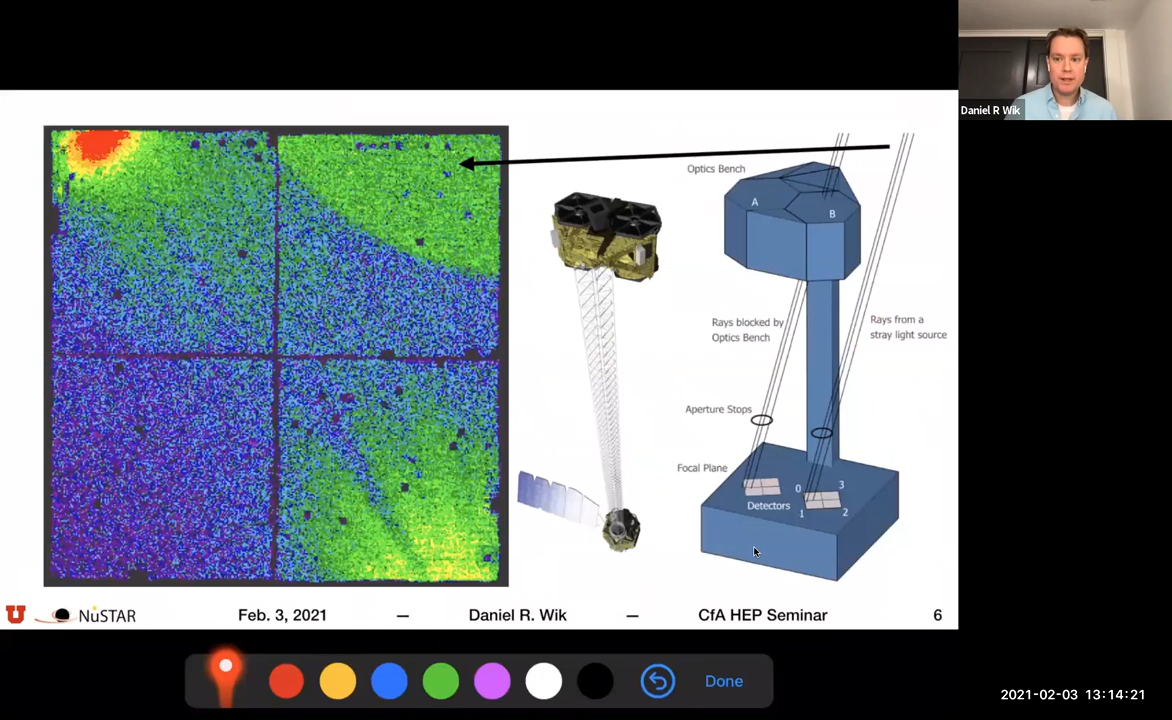 Daniel R Wik
Optics Bench
A
B
Rays blocked by
Optics Bench
Rays from a
stray light source
Aperture Stops
Focal Plane
0
3
Detectors
1
2
U
NuSTAR
Feb. 3, 2021
—
Daniel R. Wik
—
CfA HEP Seminar
6
Done
2021-02-03 13:14:21